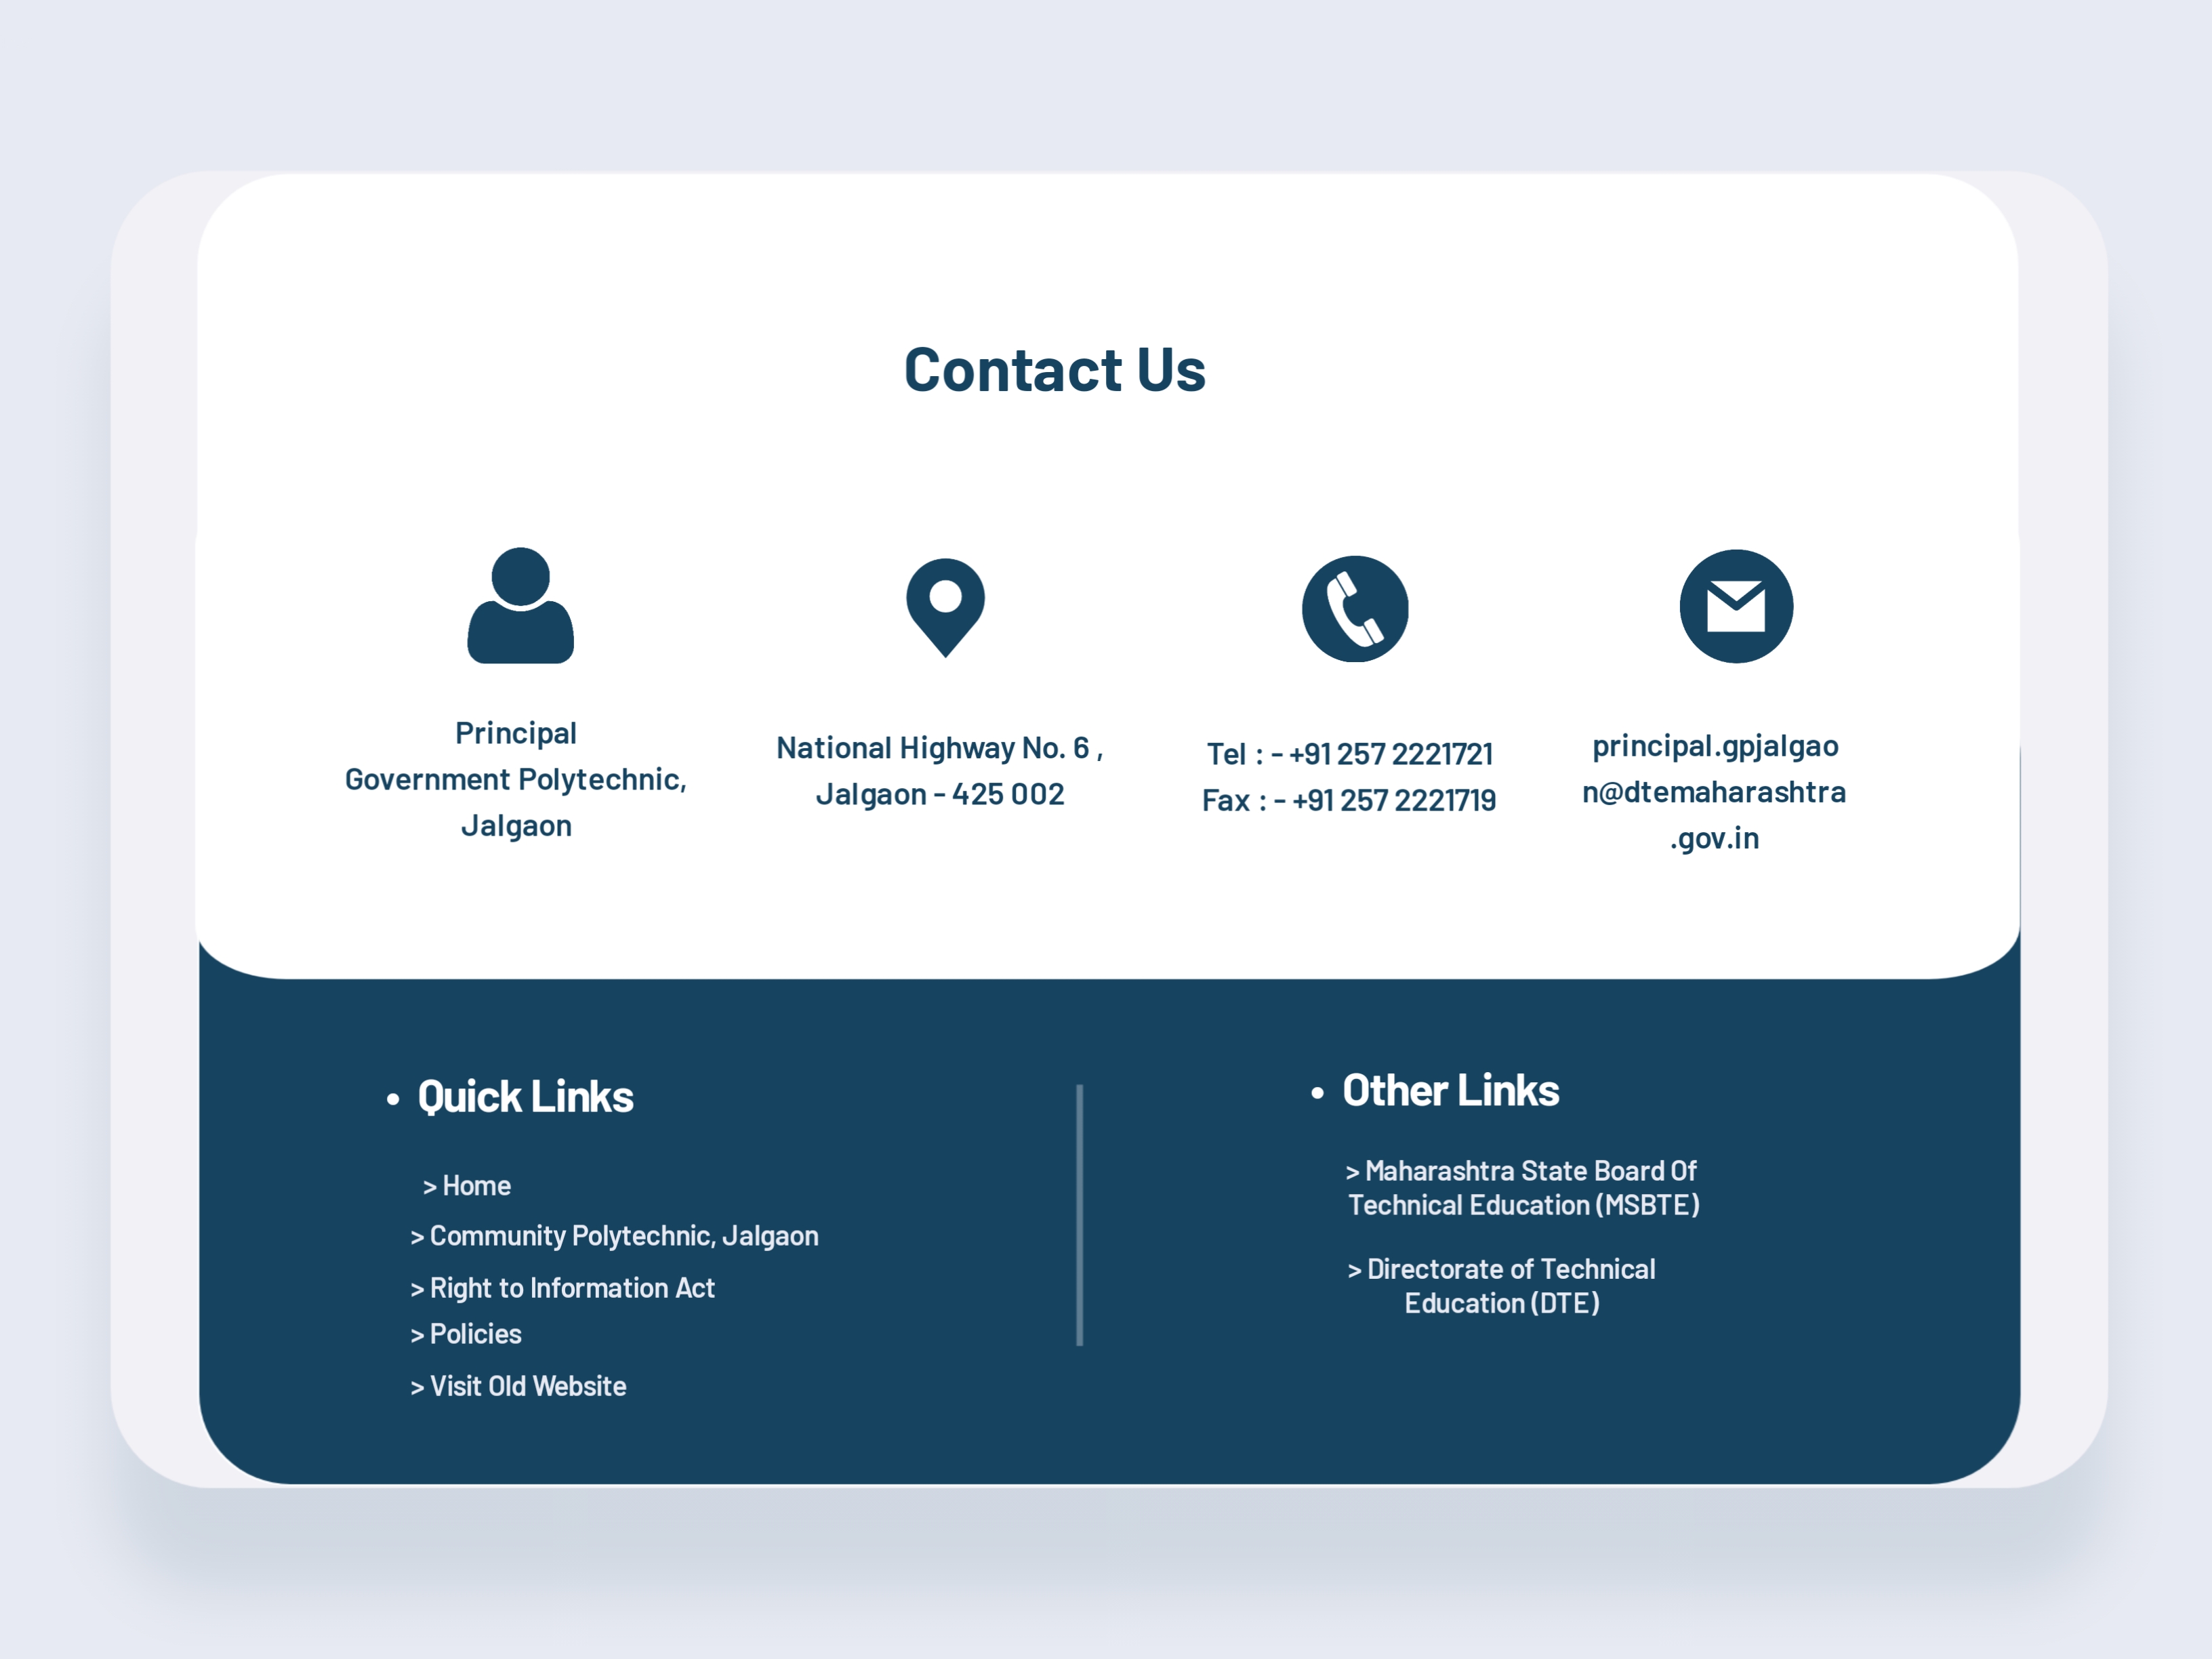 Contact Us
Principal
Government Polytechnic,
Jalgaon
National Highway No. 6 ,
Jalgaon - 425 002
Tel : - +91 257 2221721
Fax : - +91 257 2221719
principal.gpjalgao
n@dtemaharashtra
.gov.in
• Quick Links
> Home
> Community Polytechnic, Jalgaon
> Right to Information Act
> Policies
> Visit Old Website
• Other Links
> Maharashtra State Board Of
Technical Education (MSBTE)
> Directorate of Technical
Education (DTE)